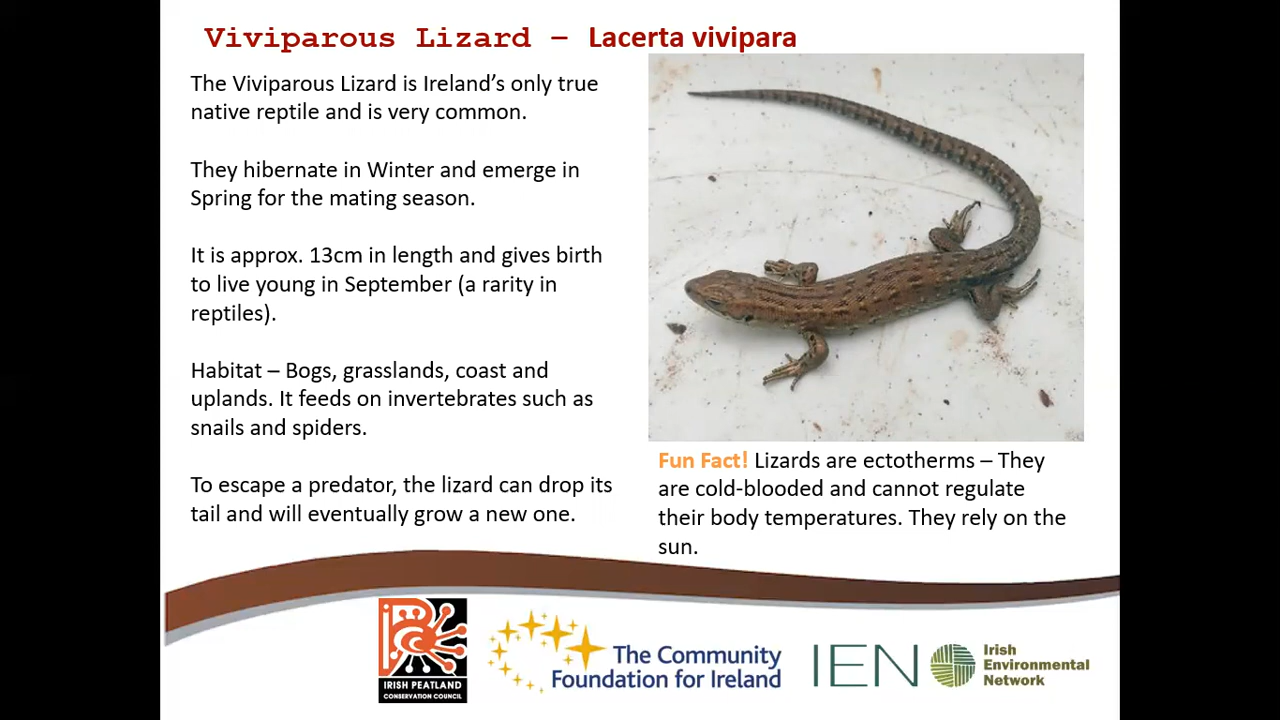 Viviparous Lizard – Lacerta vivipara
The Viviparous Lizard is Ireland's only true
native reptile and is very common.
They hibernate in Winter and emerge in
Spring for the mating season.
It is approx. 13cm in length and gives birth
to live young in September (a rarity in
reptiles).
Habitat – Bogs, grasslands, coast and
uplands. It feeds on invertebrates such as
snails and spiders.
To escape a predator, the lizard can drop its
tail and will eventually grow a new one.
Fun Fact! Lizards are ectotherms – They
are cold-blooded and cannot regulate
their body temperatures. They rely on the
sun.
IRISH PEATLAND
CONSERVATION COUNCIL
The Community
Foundation for Ireland
IEN
Irish
Environmental
Network